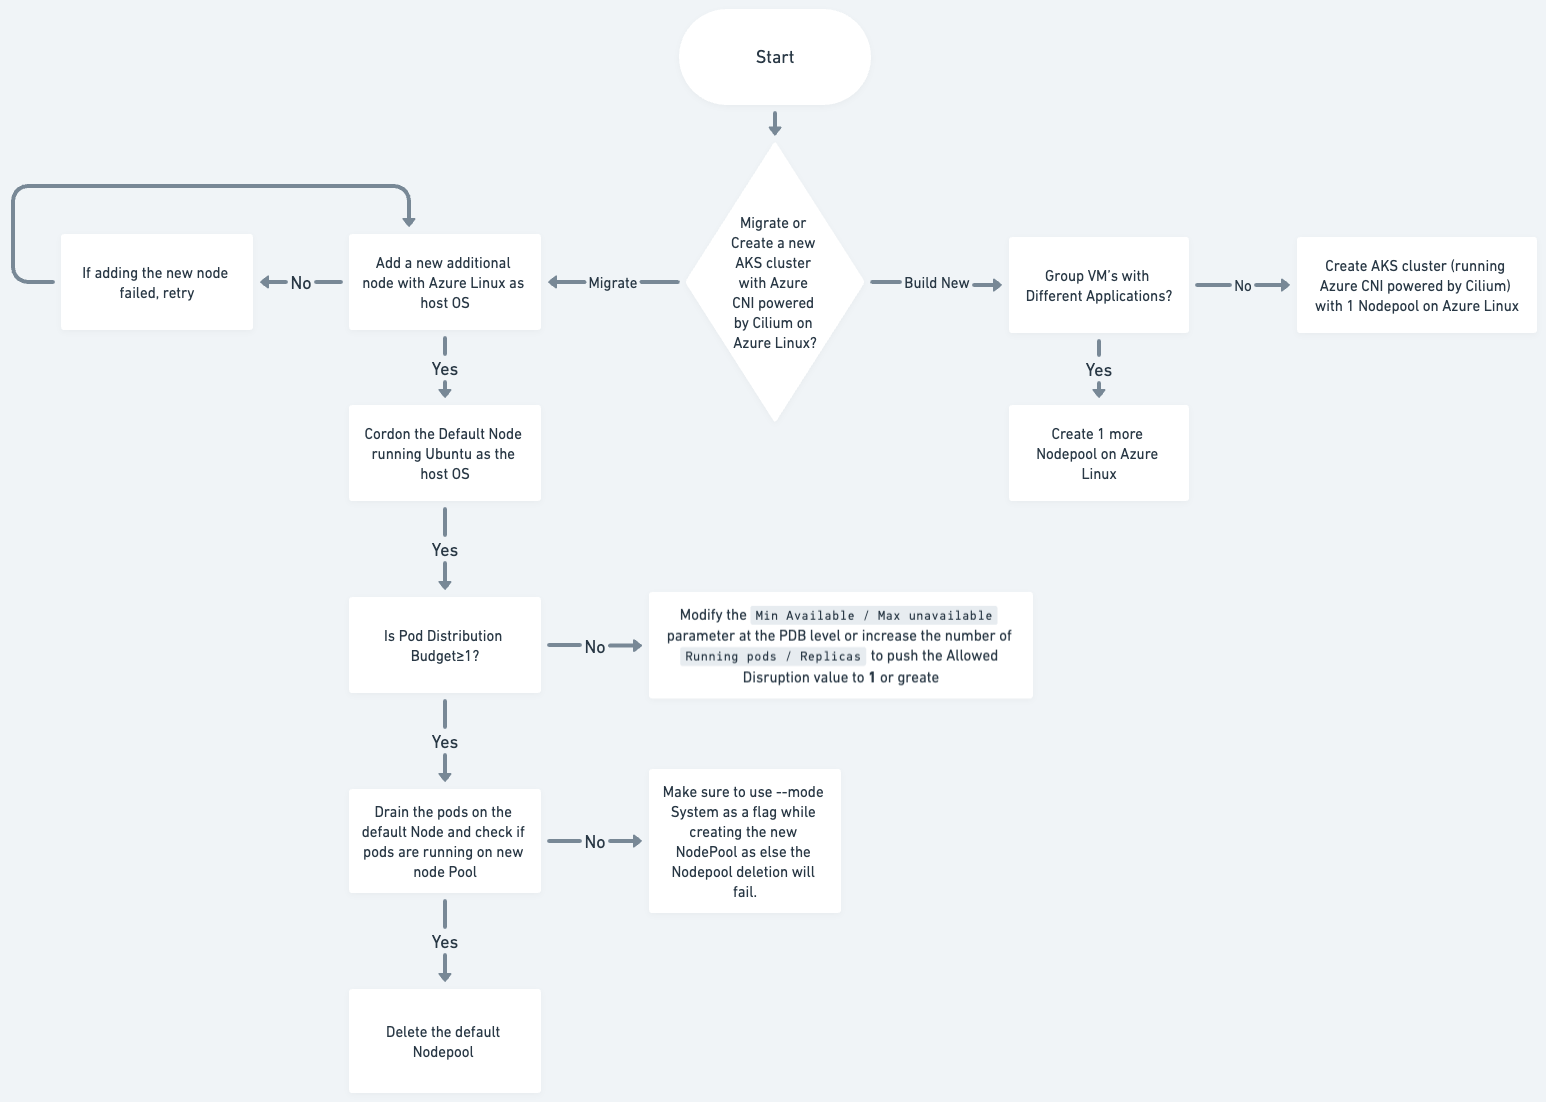 Start
Migrate or
Create a new
AKS cluster
with Azure
CNI powered
by Cilium on
Azure Linux?
Migrate
Build New
Add a new additional
node with Azure Linux as
host OS
No
If adding the new node
failed, retry
Group VM's with
Different Applications?
No
Create AKS cluster (running
Azure CNI powered by Cilium)
with 1 Nodepool on Azure Linux
Yes
Yes
Cordon the Default Node
running Ubuntu as the
host OS
Create 1 more
Nodepool on Azure
Linux
Yes
Is Pod Distribution
Budget≥1?
No
Modify the Min Available / Max unavailable
parameter at the PDB level or increase the number of
Running pods / Replicas to push the Allowed
Disruption value to 1 or greate
Yes
Drain the pods on the
default Node and check if
pods are running on new
node Pool
No
Make sure to use --mode
System as a flag while
creating the new
NodePool as else the
Nodepool deletion will
fail.
Yes
Delete the default
Nodepool